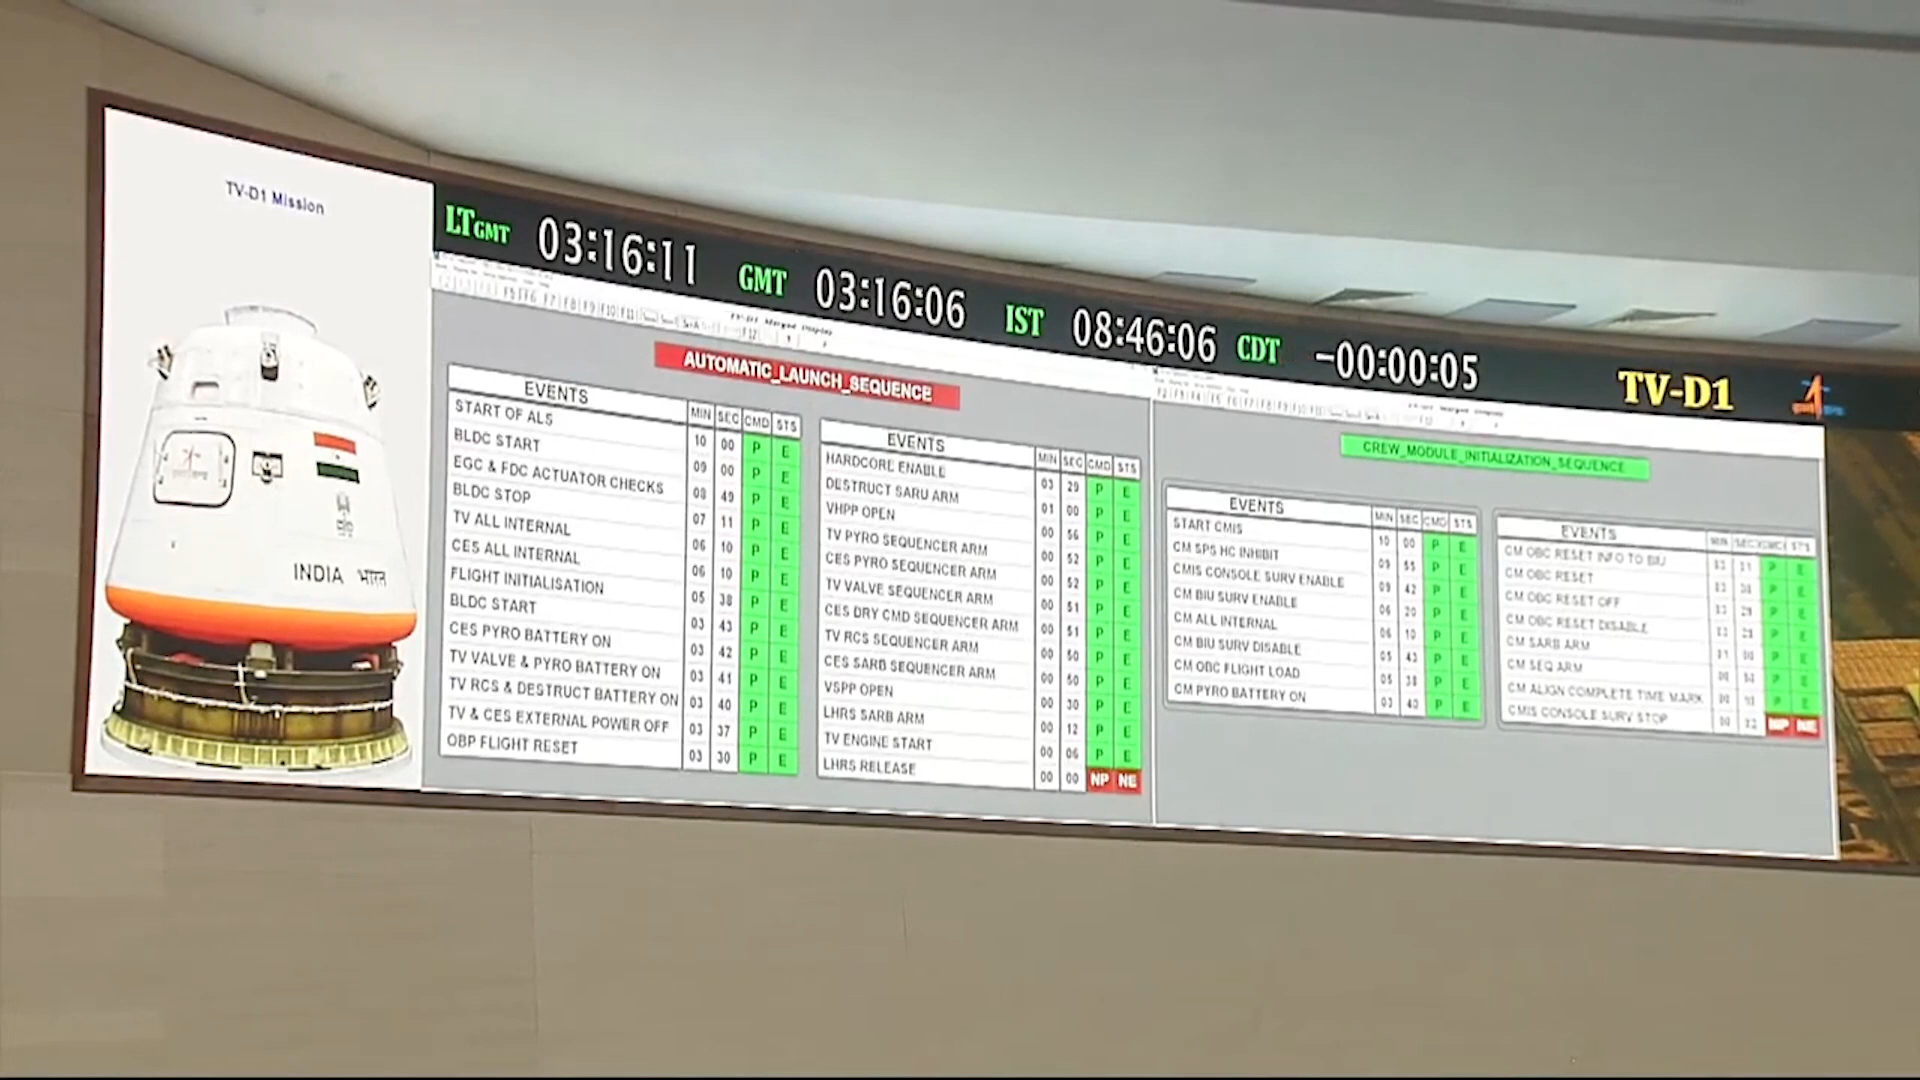 TV-D1 Mission
INDIA भारत
LTGMT 03:16:11 GMT 03:16:06 IST 08:46:06 CDT -00:00:05 TV-D1
AUTOMATIC_LAUNCH_SEQUENCE
EVENTS MIN SEC CMD STS
START OF ALS 10 00 P E
BLDC START 09 00 P E
EGC & FDC ACTUATOR CHECKS 08 49 P E
BLDC STOP 07 11 P E
TV ALL INTERNAL 06 10 P E
CES ALL INTERNAL 06 10 P E
FLIGHT INITIALISATION 05 38 P E
BLDC START 03 43 P E
CES PYRO BATTERY ON 03 42 P E
TV VALVE & PYRO BATTERY ON 03 41 P E
TV RCS & DESTRUCT BATTERY ON 03 40 P E
TV & CES EXTERNAL POWER OFF 03 37 P E
OBP FLIGHT RESET 03 30 P E
EVENTS MIN SEC CMD STS
HARDCORE ENABLE 03 29 P E
DESTRUCT SARU ARM 01 00 P E
VHPP OPEN 00 56 P E
TV PYRO SEQUENCER ARM 00 52 P E
CES PYRO SEQUENCER ARM 00 52 P E
TV VALVE SEQUENCER ARM 00 51 P E
CES DRY CMD SEQUENCER ARM 00 51 P E
TV RCS SEQUENCER ARM 00 50 P E
CES SARB SEQUENCER ARM 00 50 P E
VSPP OPEN 00 30 P E
LHRS SARB ARM 00 12 P E
TV ENGINE START 00 06 P E
LHRS RELEASE 00 00 NP NE
CREW_MODULE_INITIALIZATION_SEQUENCE
EVENTS MIN SEC CMD STS
START CMIS 10 00 P E
CM SPS HC INHIBIT 09 55 P E
CMIS CONSOLE SURV ENABLE 09 42 P E
CM BIU SURV ENABLE 06 20 P E
CM ALL INTERNAL 06 10 P E
CM BIU SURV DISABLE 05 43 P E
CM OBC FLIGHT LOAD 05 38 P E
CM PYRO BATTERY ON 03 43 P E
EVENTS MIN SEC STS
CM OBC RESET INFO TO BIU P E
CM OBC RESET P E
CM OBC RESET OFF P E
CM OBC RESET DISABLE P E
CM SARB ARM P E
CM SEQ ARM P E
CM ALIGN COMPLETE TIME MARK P E
CMIS CONSOLE SURV STOP NP NE